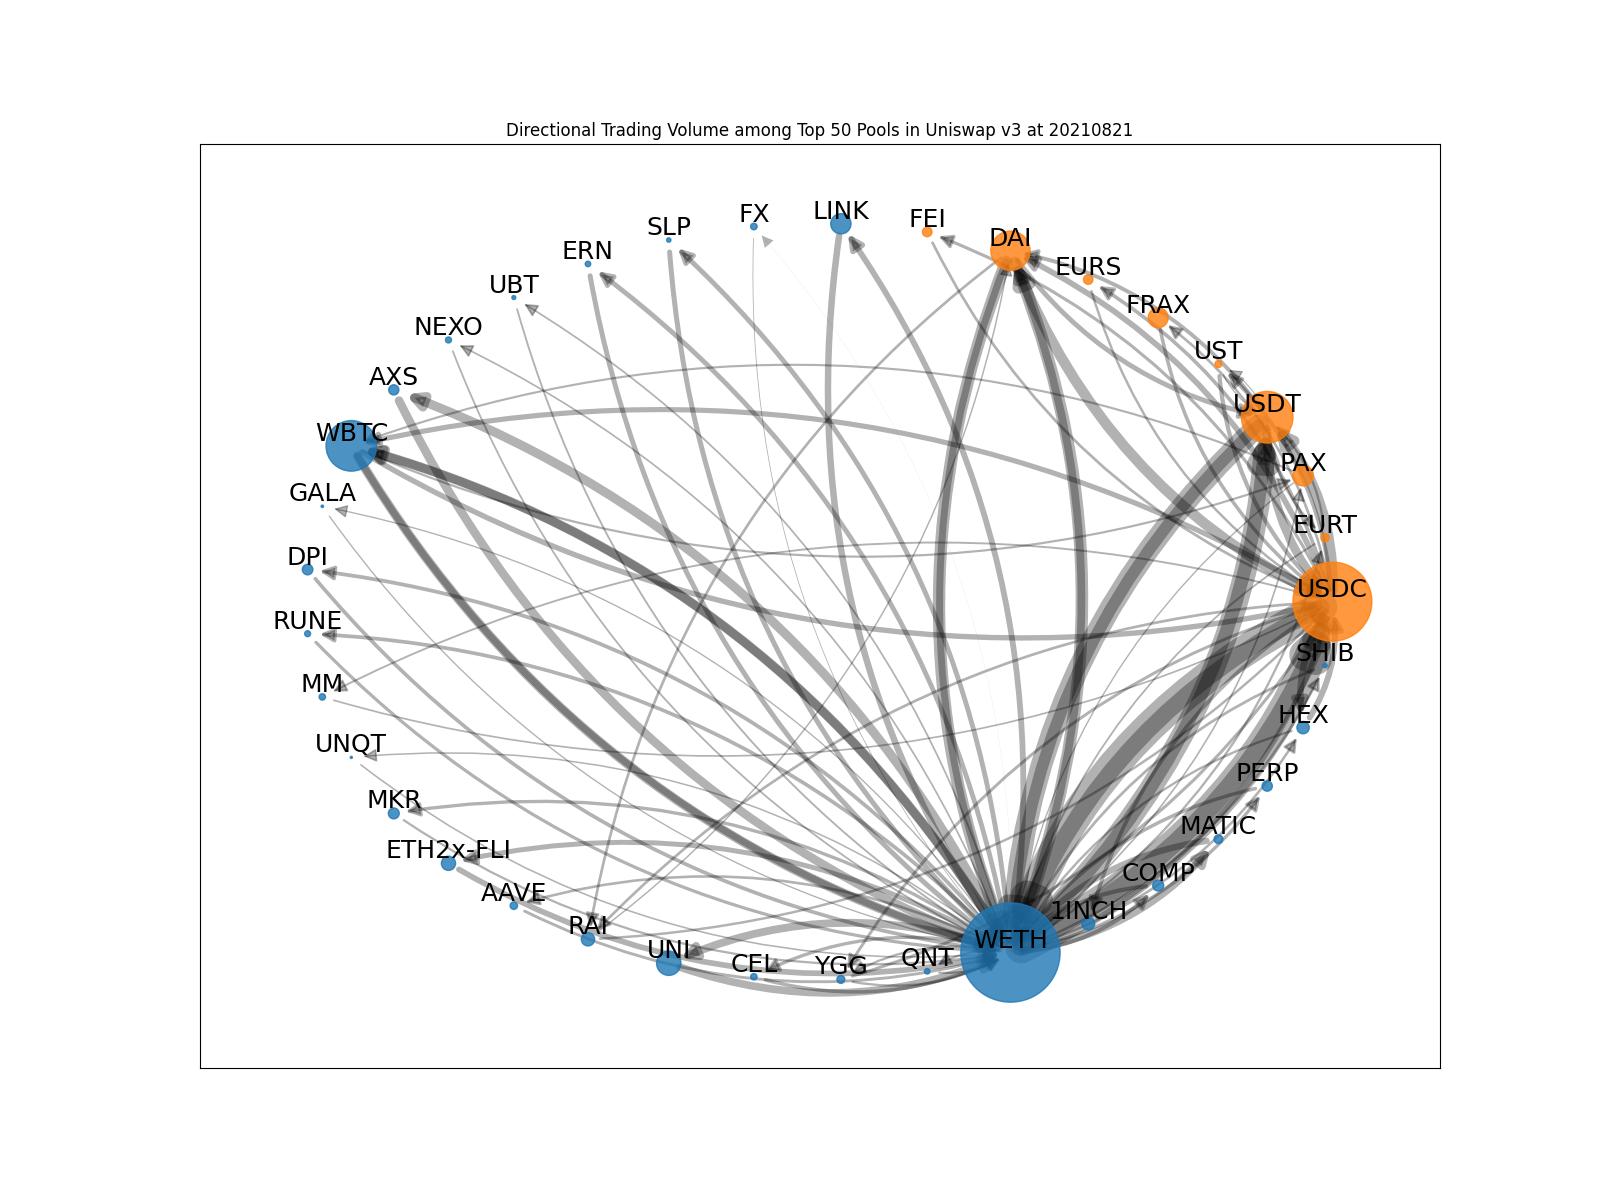 Directional Trading Volume among Top 50 Pools in Uniswap v3 at 20210821
LINK
FX
FEI
SLP
DAI
ERN
EURS
UBT
FRAX
NEXO
UST
AXS
USDT
WBTC
PAX
GALA
EURT
DPI
USDC
RUNE
SHIB
MM
HEX
UNQT
PERP
MKR
MATIC
ETH2x-FLI
COMP
AAVE
1INCH
RAI
WETH
UNI
QNT
CEL
YGG